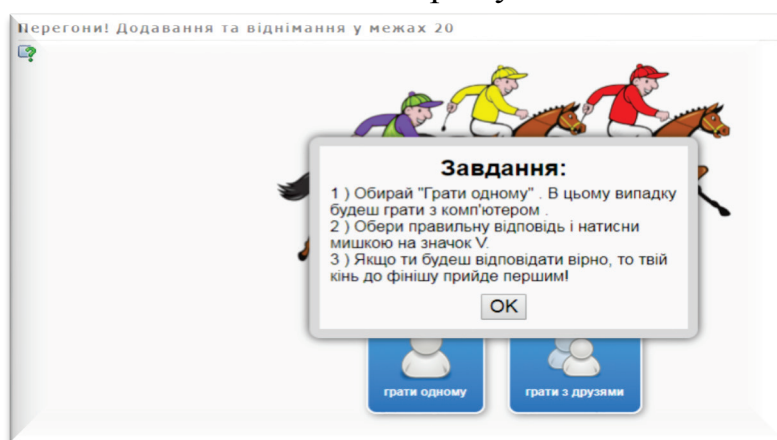 Перегони! Додавання та віднімання у межах 20
Завдання:
1 ) Обирай "Грати одному" . В цьому випадку
будеш грати з комп'ютером .
2 ) Обери правильну відповідь і натисни
мишкою на значок V.
3 ) Якщо ти будеш відповідати вірно, то твій
кінь до фінішу прийде першим!
OK
грати одному
грати з друзями